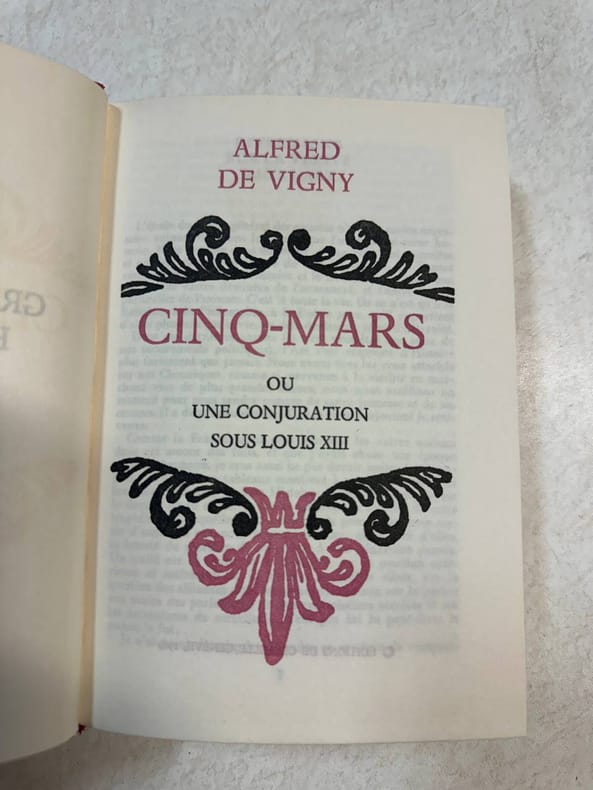 ALFRED
DE VIGNY
CINQ-MARS
OU
UNE CONJURATION
SOUS LOUIS XIII